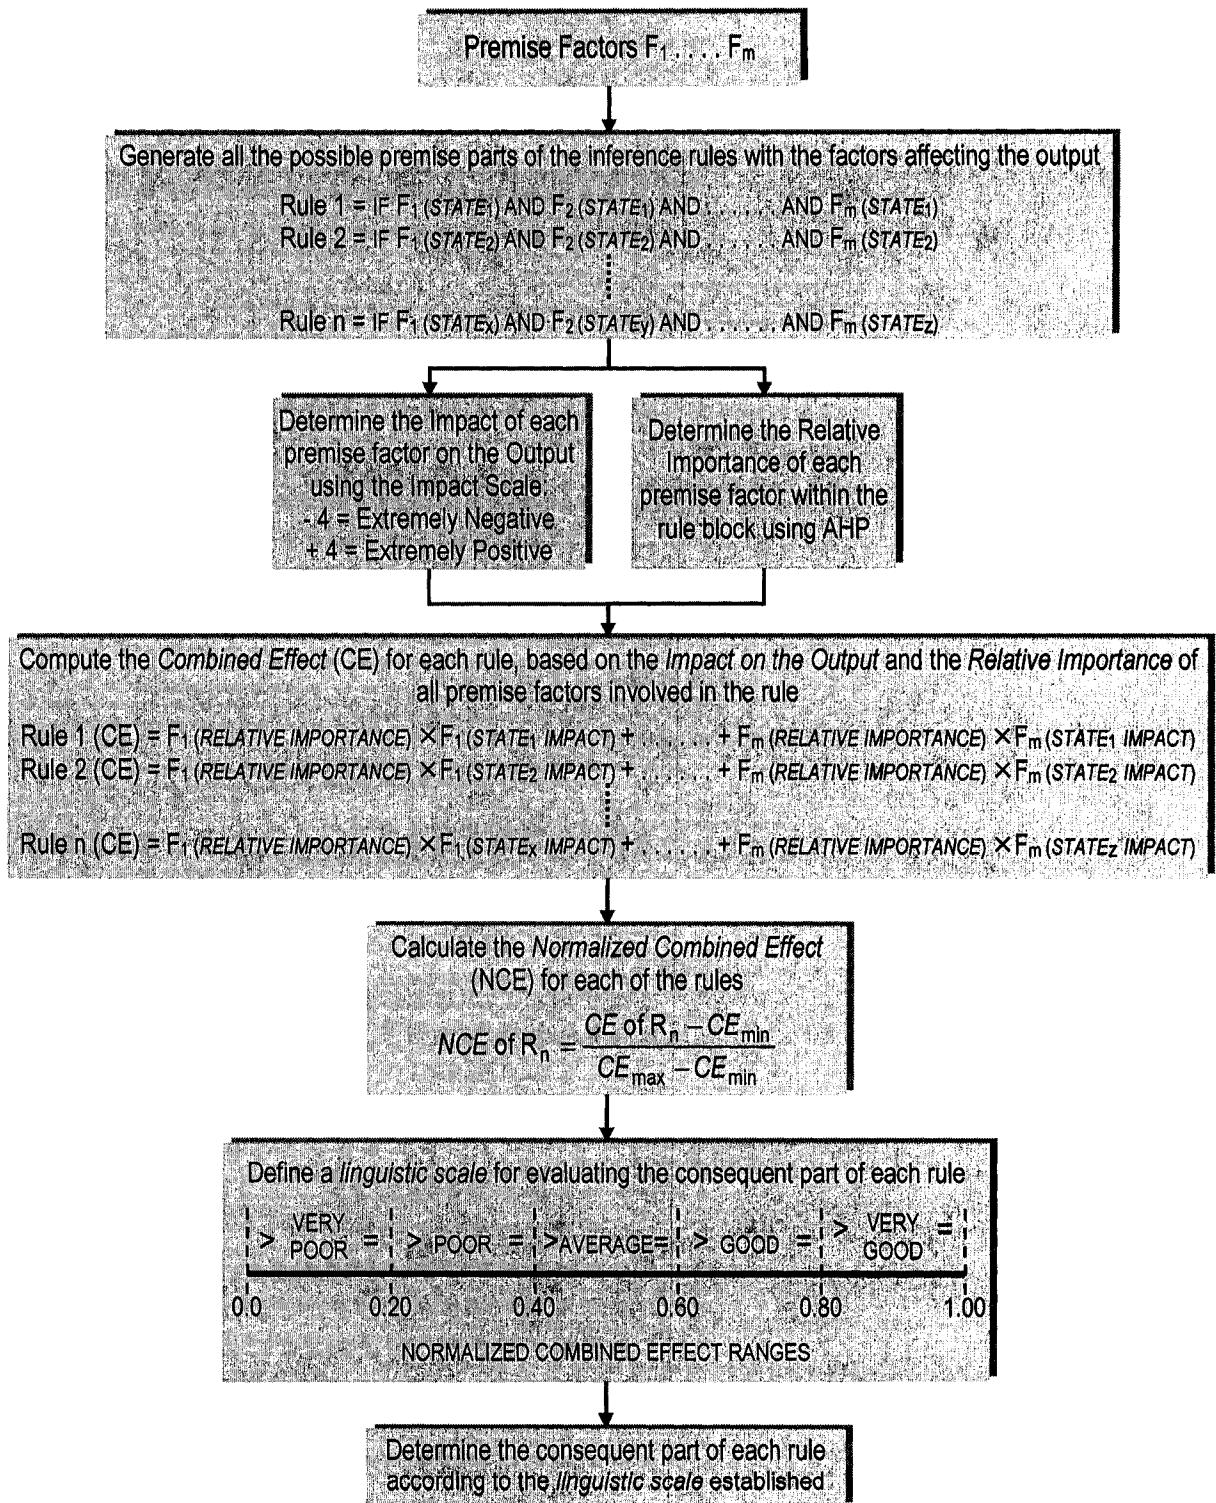 Premise Factors F1 . . . . Fm
Generate all the possible premise parts of the inference rules with the factors affecting the output
Rule 1 = IF F1 (STATE1) AND F2 (STATE1) AND . . . . . . AND Fm (STATE1)
Rule 2 = IF F1 (STATE2) AND F2 (STATE2) AND . . . . . . AND Fm (STATE2)
Rule n = IF F1 (STATEx) AND F2 (STATEy) AND . . . . . . AND Fm (STATEz)
Determine the Impact of each
premise factor on the Output
using the Impact Scale:
- 4 = Extremely Negative
+ 4 = Extremely Positive
Determine the Relative
Importance of each
premise factor within the
rule block using AHP
Compute the Combined Effect (CE) for each rule, based on the Impact on the Output and the Relative Importance of
all premise factors involved in the rule
Rule 1 (CE) = F1 (RELATIVE IMPORTANCE) × F1 (STATE1 IMPACT) + . . . . . . + Fm (RELATIVE IMPORTANCE) × Fm (STATE1 IMPACT)
Rule 2 (CE) = F1 (RELATIVE IMPORTANCE) × F1 (STATE2 IMPACT) + . . . . . . + Fm (RELATIVE IMPORTANCE) × Fm (STATE2 IMPACT)
Rule n (CE) = F1 (RELATIVE IMPORTANCE) × F1 (STATEx IMPACT) + . . . . . . + Fm (RELATIVE IMPORTANCE) × Fm (STATEz IMPACT)
Calculate the Normalized Combined Effect
(NCE) for each of the rules
NCE of Rn = (CE of Rn − CEmin) / (CEmax − CEmin)
Define a linguistic scale for evaluating the consequent part of each rule
> VERY POOR = > POOR = > AVERAGE = > GOOD = > VERY GOOD =
0.0 0.20 0.40 0.60 0.80 1.00
NORMALIZED COMBINED EFFECT RANGES
Determine the consequent part of each rule
according to the linguistic scale established